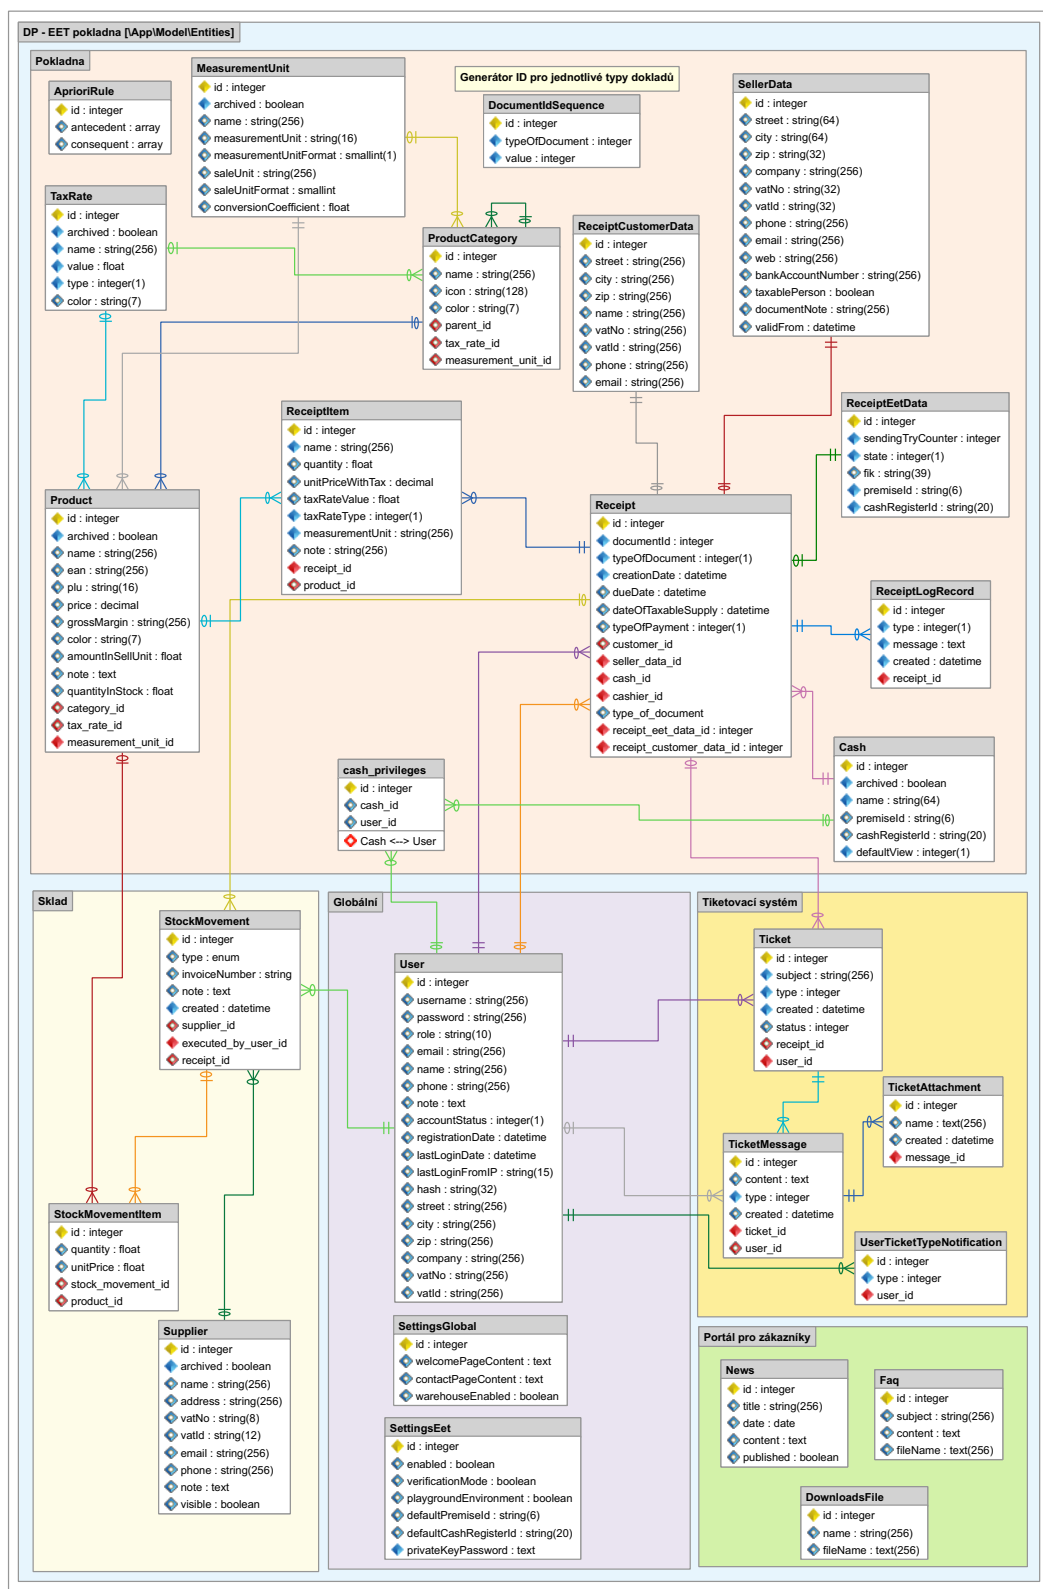 DP - EET pokladna [\App\Model\Entities]
Pokladna
AprioriRule
id : integer
antecedent : array
consequent : array
MeasurementUnit
id : integer
archived : boolean
name : string(256)
measurementUnit : string(16)
measurementUnitFormat : smallint(1)
saleUnit : string(256)
saleUnitFormat : smallint
conversionCoefficient : float
Generátor ID pro jednotlivé typy dokladů
DocumentIdSequence
id : integer
typeOfDocument : integer
value : integer
SellerData
id : integer
street : string(64)
city : string(64)
zip : string(32)
company : string(256)
vatNo : string(32)
vatId : string(32)
phone : string(256)
email : string(256)
web : string(256)
bankAccountNumber : string(256)
taxablePerson : boolean
documentNote : string(256)
validFrom : datetime
TaxRate
id : integer
archived : boolean
name : string(256)
value : float
type : integer(1)
color : string(7)
ProductCategory
id : integer
name : string(256)
icon : string(128)
color : string(7)
parent_id
tax_rate_id
measurement_unit_id
ReceiptCustomerData
id : integer
street : string(256)
city : string(256)
zip : string(256)
name : string(256)
vatNo : string(256)
vatId : string(256)
phone : string(256)
email : string(256)
ReceiptItem
id : integer
name : string(256)
quantity : float
unitPriceWithTax : decimal
taxRateValue : float
taxRateType : integer(1)
measurementUnit : string(256)
note : string(256)
receipt_id
product_id
ReceiptEetData
id : integer
sendingTryCounter : integer
state : integer(1)
fik : string(39)
premiseId : string(6)
cashRegisterId : string(20)
Product
id : integer
archived : boolean
name : string(256)
ean : string(256)
plu : string(16)
price : decimal
grossMargin : string(256)
color : string(7)
amountInSellUnit : float
note : text
quantityInStock : float
category_id
tax_rate_id
measurement_unit_id
Receipt
id : integer
documentId : integer
typeOfDocument : integer(1)
creationDate : datetime
dueDate : datetime
dateOfTaxableSupply : datetime
typeOfPayment : integer(1)
customer_id
seller_data_id
cash_id
cashier_id
type_of_document
receipt_eet_data_id : integer
receipt_customer_data_id : integer
ReceiptLogRecord
id : integer
type : integer(1)
message : text
created : datetime
receipt_id
cash_privileges
id : integer
cash_id
user_id
Cash <--> User
Cash
id : integer
archived : boolean
name : string(64)
premiseId : string(6)
cashRegisterId : string(20)
defaultView : integer(1)
Sklad
StockMovement
id : integer
type : enum
invoiceNumber : string
note : text
created : datetime
supplier_id
executed_by_user_id
receipt_id
StockMovementItem
id : integer
quantity : float
unitPrice : float
stock_movement_id
product_id
Supplier
id : integer
archived : boolean
name : string(256)
address : string(256)
vatNo : string(8)
vatId : string(12)
email : string(256)
phone : string(256)
note : text
visible : boolean
Globální
User
id : integer
username : string(256)
password : string(256)
role : string(10)
email : string(256)
name : string(256)
phone : string(256)
note : text
accountStatus : integer(1)
registrationDate : datetime
lastLoginDate : datetime
lastLoginFromIP : string(15)
hash : string(32)
street : string(256)
city : string(256)
zip : string(256)
company : string(256)
vatNo : string(256)
vatId : string(256)
SettingsGlobal
id : integer
welcomePageContent : text
contactPageContent : text
warehouseEnabled : boolean
SettingsEet
id : integer
enabled : boolean
verificationMode : boolean
playgroundEnvironment : boolean
defaultPremiseId : string(6)
defaultCashRegisterId : string(20)
privateKeyPassword : text
Tiketovací systém
Ticket
id : integer
subject : string(256)
type : integer
created : datetime
status : integer
receipt_id
user_id
TicketAttachment
id : integer
name : text(256)
created : datetime
message_id
TicketMessage
id : integer
content : text
type : integer
created : datetime
ticket_id
user_id
UserTicketTypeNotification
id : integer
type : integer
user_id
Portál pro zákazníky
News
id : integer
title : string(256)
date : date
content : text
published : boolean
Faq
id : integer
subject : string(256)
content : text
fileName : text(256)
DownloadsFile
id : integer
name : string(256)
fileName : text(256)